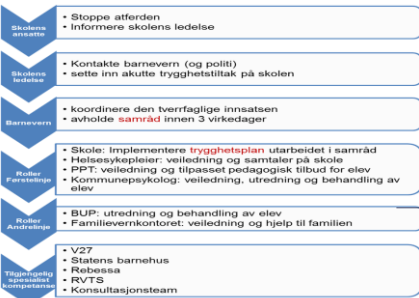 Skolens
ansatte
• Stoppe atferden
• Informere skolens ledelse
Skolens
ledelse
• Kontakte barnevern (og politi)
• sette inn akutte trygghetstiltak på skolen
Barnevern
• koordinere den tverrfaglige innsatsen
• avholde samråd innen 3 virkedager
Roller
Førstelinje
• Skole: Implementere trygghetsplan utarbeidet i samråd
• Helsesykepleier: veiledning og samtaler på skole
• PPT: veiledning og tilpasset pedagogisk tilbud for elev
• Kommunepsykolog: veiledning, utredning og behandling av
elev
Roller
Andrelinje
• BUP: utredning og behandling av elev
• Familievernkontoret: veiledning og hjelp til familien
Tilgjengelig
spesialist
kompetanse
• V27
• Statens barnehus
• Rebessa
• RVTS
• Konsultasjonsteam